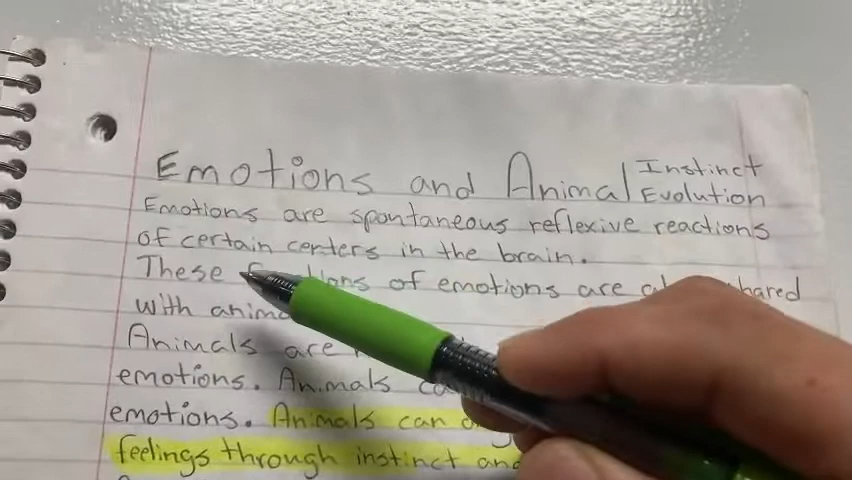 Emotions and Animal Instinct Evolution
Emotions are spontaneous reflexive reactions
of certain centers in the brain.
These of emotions are
with
Animals are
emotions. Animals
emotions. Animals can
feelings through instinct and